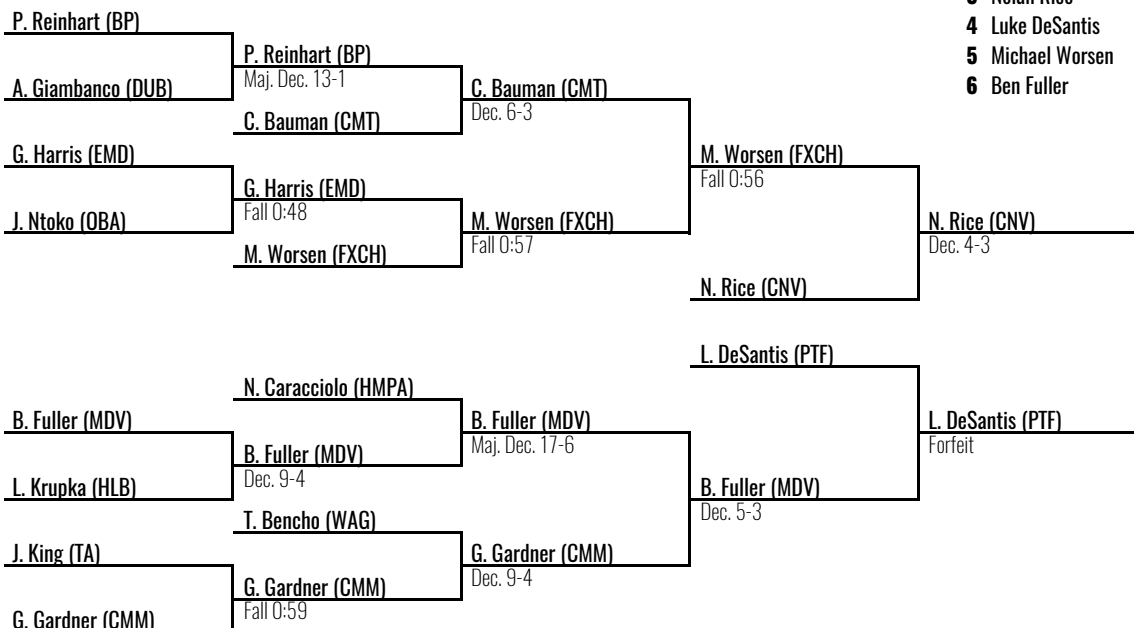 3 Nolan Rice
P. Reinhart (BP)
4 Luke DeSantis
P. Reinhart (BP)
5 Michael Worsen
Maj. Dec. 13-1
A. Giambanco (DUB)
C. Bauman (CMT)
6 Ben Fuller
Dec. 6-3
C. Bauman (CMT)
G. Harris (EMD)
M. Worsen (FXCH)
Fall 0:56
G. Harris (EMD)
Fall 0:48
J. Ntoko (OBA)
M. Worsen (FXCH)
N. Rice (CNV)
Fall 0:57
Dec. 4-3
M. Worsen (FXCH)
N. Rice (CNV)
L. DeSantis (PTF)
N. Caracciolo (HMPA)
B. Fuller (MDV)
B. Fuller (MDV)
L. DeSantis (PTF)
Maj. Dec. 17-6
Forfeit
B. Fuller (MDV)
Dec. 9-4
L. Krupka (HLB)
B. Fuller (MDV)
Dec. 5-3
T. Bencho (WAG)
J. King (TA)
G. Gardner (CMM)
Dec. 9-4
G. Gardner (CMM)
Fall 0:59
G. Gardner (CMM)